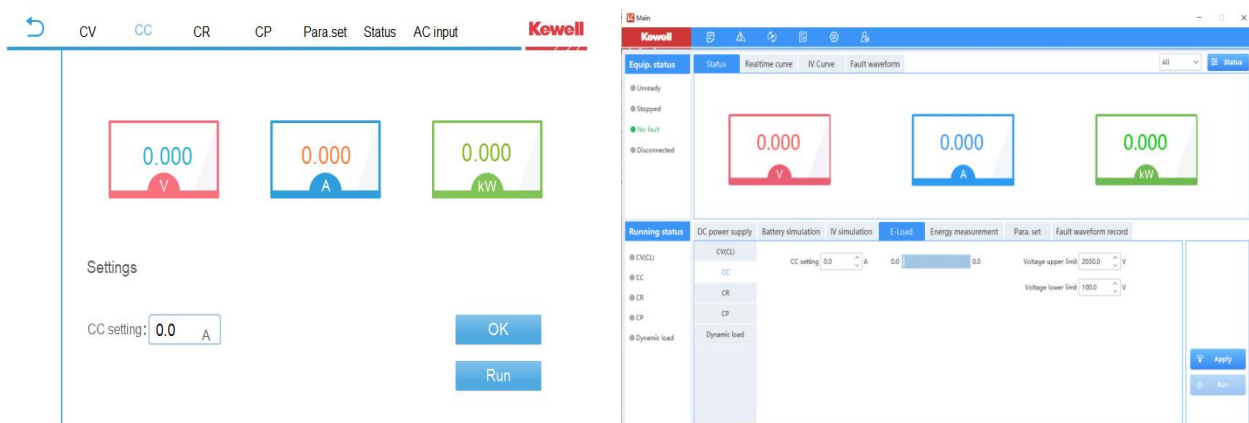 CV CC CR CP Para.set Status AC input Kewell
0.000 0.000 0.000
V A kW
Settings
CC setting: 0.0 A
OK
Run
Main
Kewell
Equip. status Status Realtime curve IV Curve Fault waveform All Status
Unready
Stopped
No fault
Disconnected
0.000 0.000 0.000
V A kW
Running status DC power supply Battery simulation IV simulation E-Load Energy measurement Para. set Fault waveform record
CV(CL) CV(CL) CC setting 0.0 A 0.0 0.0 Voltage upper limit 2030.0 V
CC CC Voltage lower limit 100.0 V
CR CR
CP CP
Dynamic load Dynamic load
Apply
Run